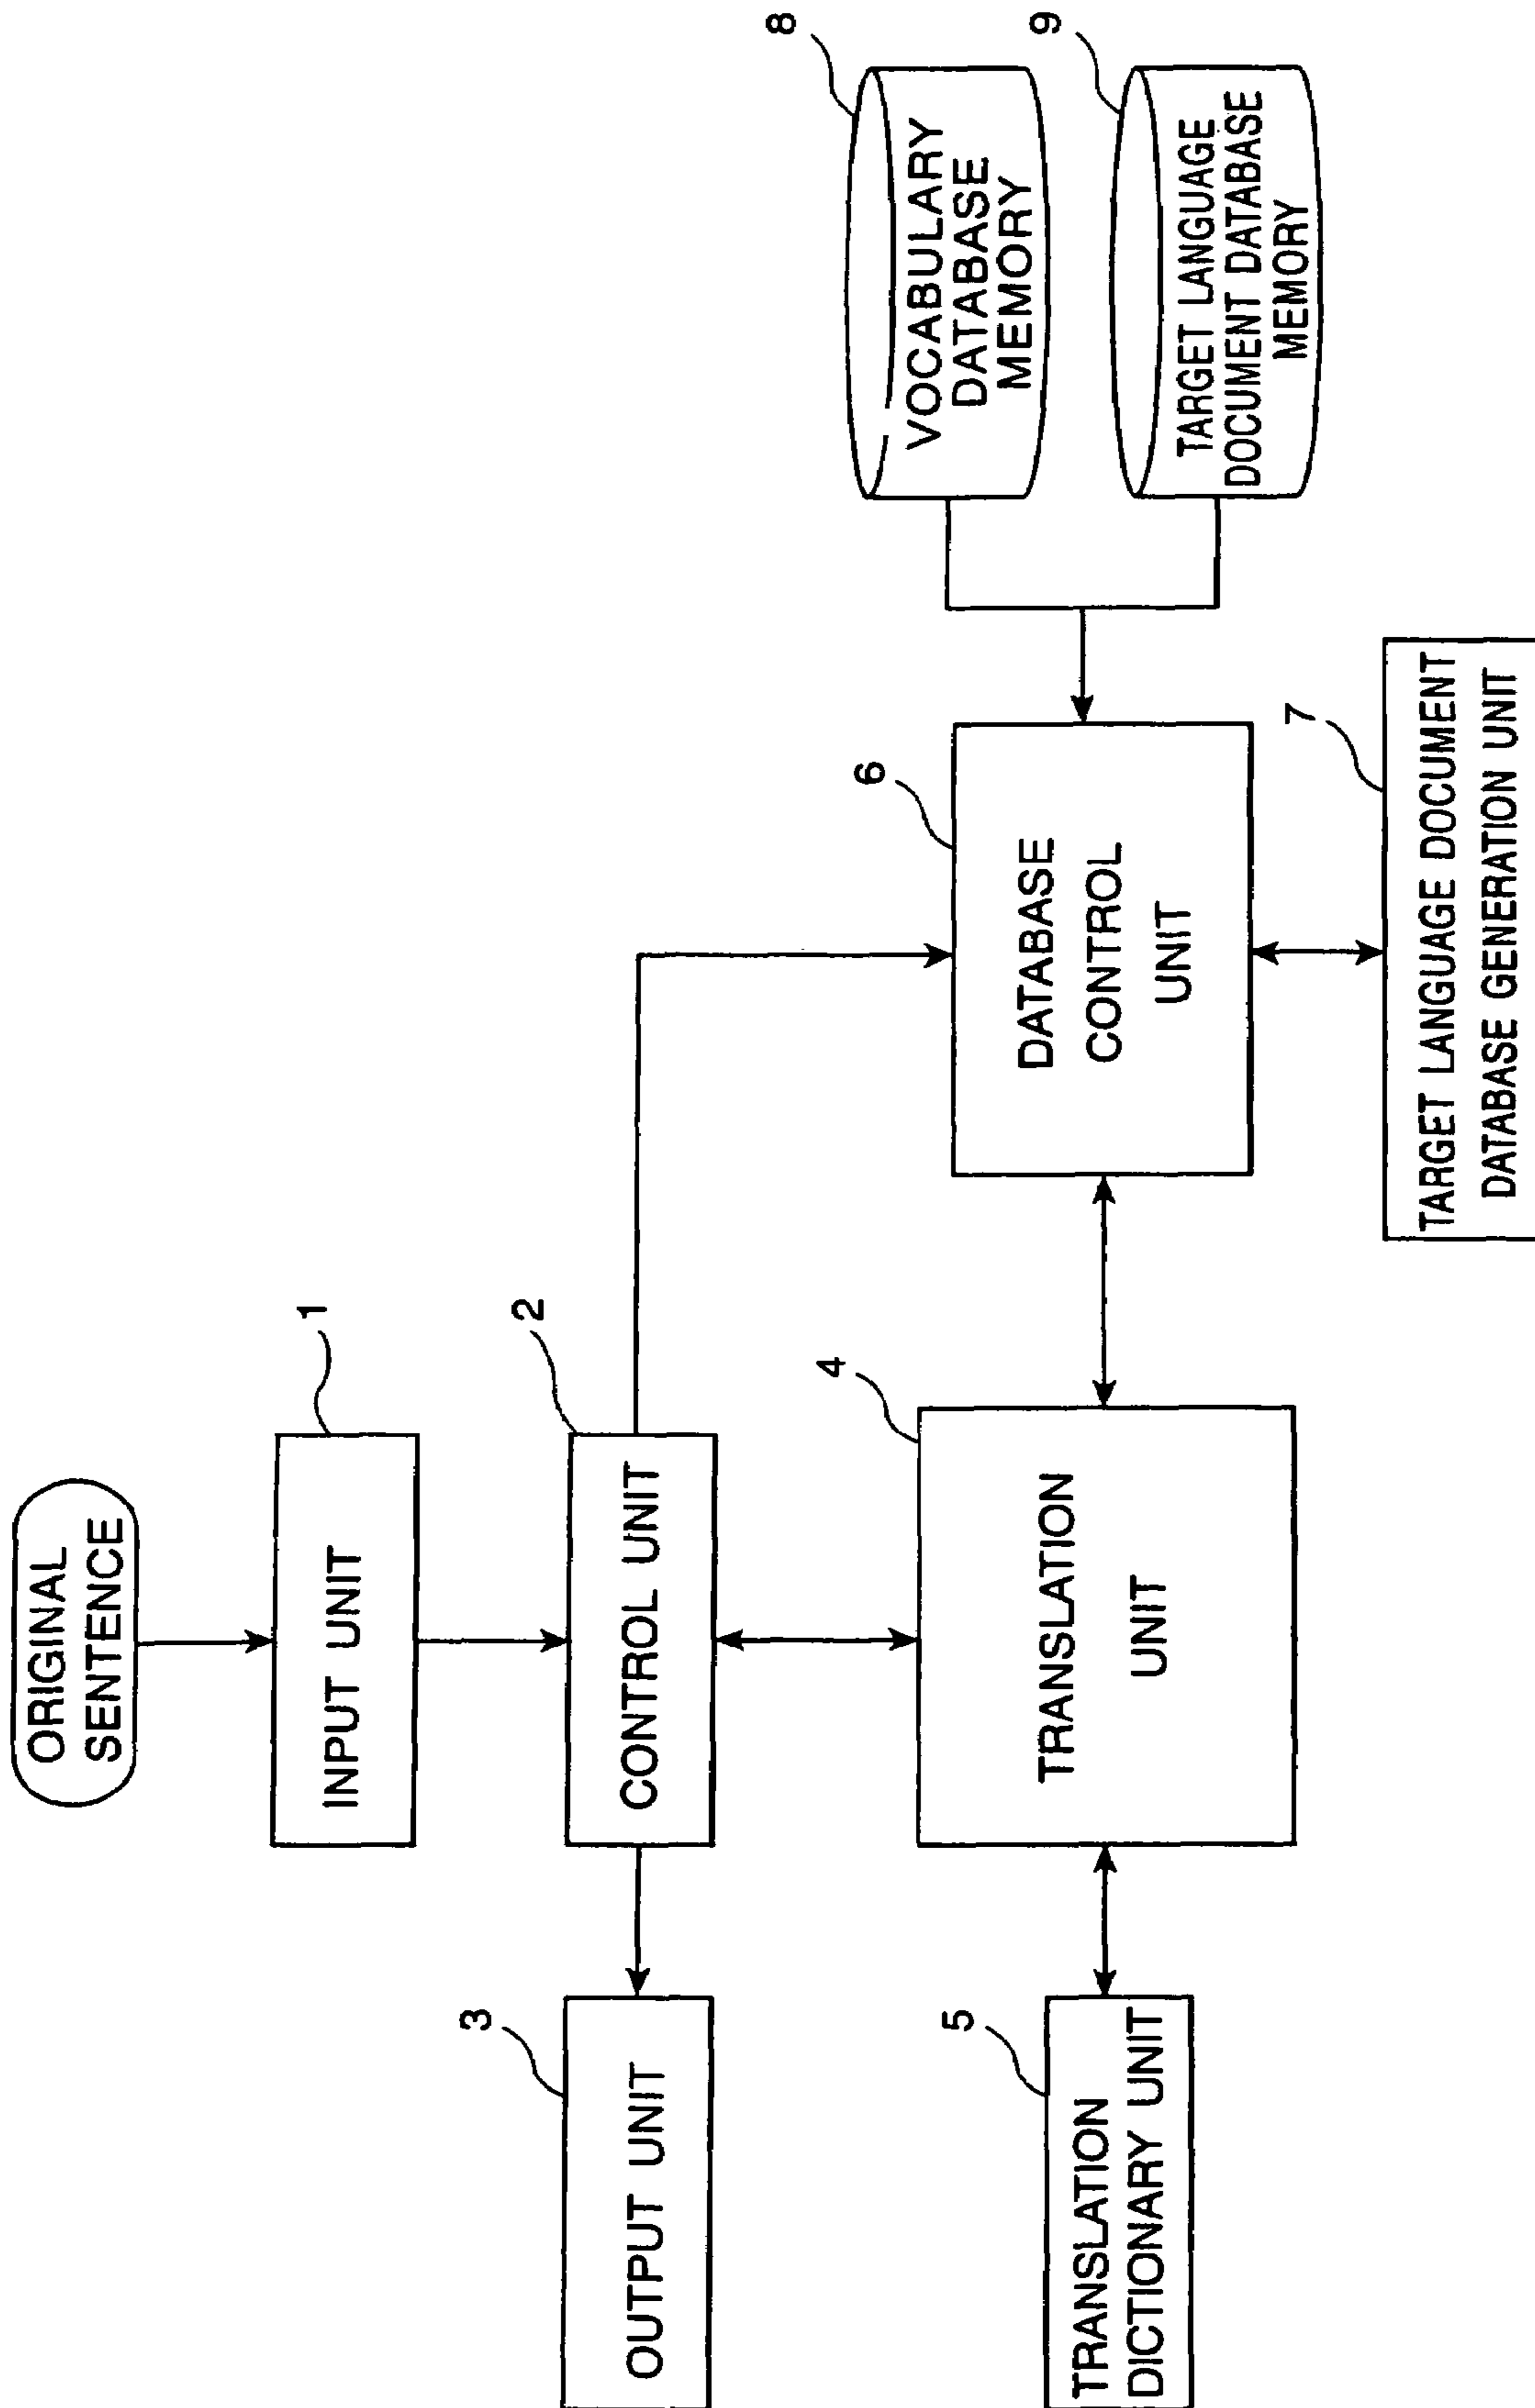 ORIGINAL
SENTENCE
1
INPUT UNIT
2
CONTROL UNIT
3
OUTPUT UNIT
4
TRANSLATION
UNIT
5
TRANSLATION
DICTIONARY UNIT
6
DATABASE
CONTROL
UNIT
7
TARGET LANGUAGE DOCUMENT
DATABASE GENERATION UNIT
8
VOCABULARY
DATABASE
MEMORY
9
TARGET LANGUAGE
DOCUMENT DATABASE
MEMORY